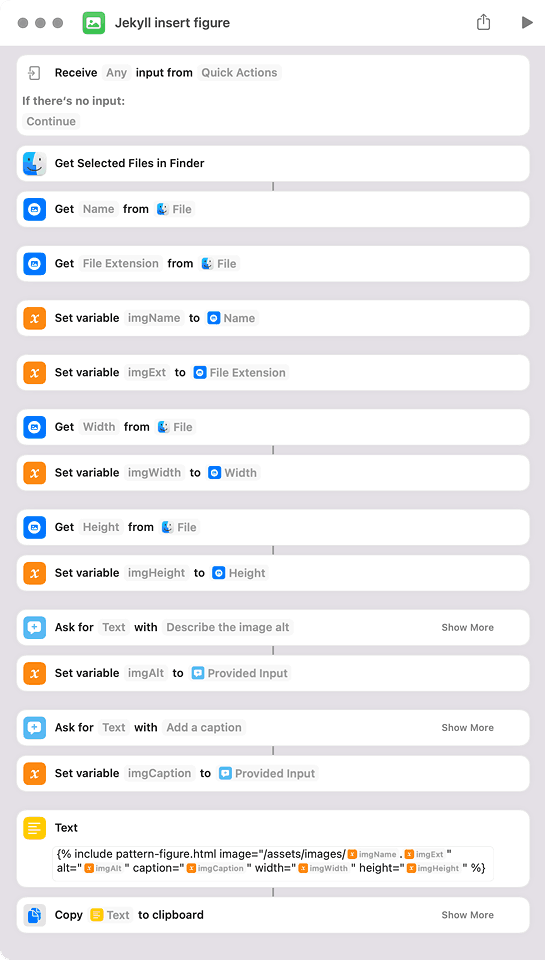 Jekyll insert figure
Receive Any input from Quick Actions
If there's no input:
Continue
Get Selected Files in Finder
Get Name from File
Get File Extension from File
Set variable imgName to Name
Set variable imgExt to File Extension
Get Width from File
Set variable imgWidth to Width
Get Height from File
Set variable imgHeight to Height
Ask for Text with Describe the image alt Show More
Set variable imgAlt to Provided Input
Ask for Text with Add a caption Show More
Set variable imgCaption to Provided Input
Text
{% include pattern-figure.html image="/assets/images/ imgName . imgExt "
alt=" imgAlt " caption=" imgCaption " width=" imgWidth " height=" imgHeight " %}
Copy Text to clipboard Show More